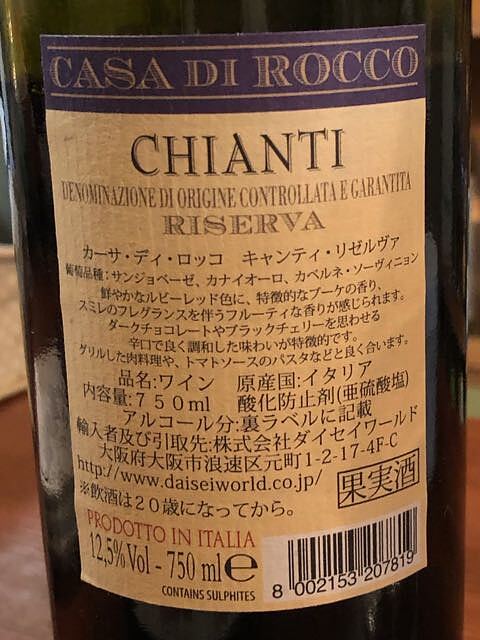 CASA DI ROCCO
CHIANTI
DENOMINAZIONE DI ORIGINE CONTROLLATA E GARANTITA
RISERVA
カーサ・ディ・ロッコ　キャンティ・リゼルヴァ
葡萄品種：サンジョベーゼ、カナイオーロ、カベルネ・ソーヴィニョン
鮮やかなルビーレッド色に、特徴的なブーケの香り、
スミレのフレグランスを伴うフルーティな香りが感じられます。
ダークチョコレートやブラックチェリーを思わせる
辛口で良く調和した味わいが特徴的です。
グリルした肉料理や、トマトソースのパスタなどと良く合います。
品名：ワイン　原産国：イタリア
内容量：７５０ml　酸化防止剤(亜硫酸塩)
アルコール分：裏ラベルに記載
輸入者及び引取先：株式会社ダイセイワールド
大阪府大阪市浪速区元町1-2-17-4F-C
http://www.daiseiworld.co.jp/
果実酒
※飲酒は２０歳になってから。
PRODOTTO IN ITALIA
12,5%Vol - 750 ml ℮
CONTAINS SULPHITES
8 002153 207819